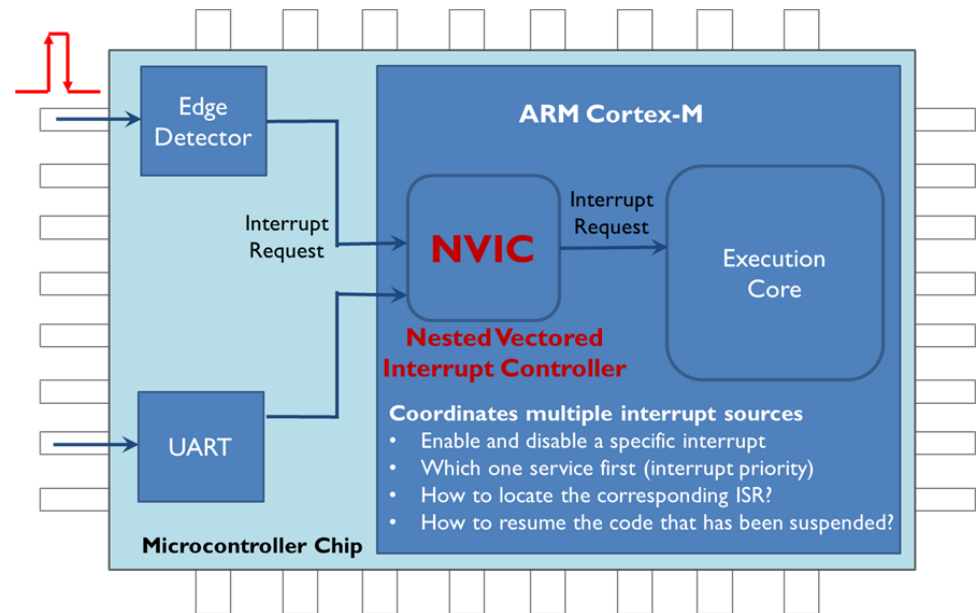 Edge
Detector
ARM Cortex-M
Interrupt
Request
NVIC
Interrupt
Request
Execution
Core
Nested Vectored
Interrupt Controller
UART
Coordinates multiple interrupt sources
• Enable and disable a specific interrupt
• Which one service first (interrupt priority)
• How to locate the corresponding ISR?
• How to resume the code that has been suspended?
Microcontroller Chip